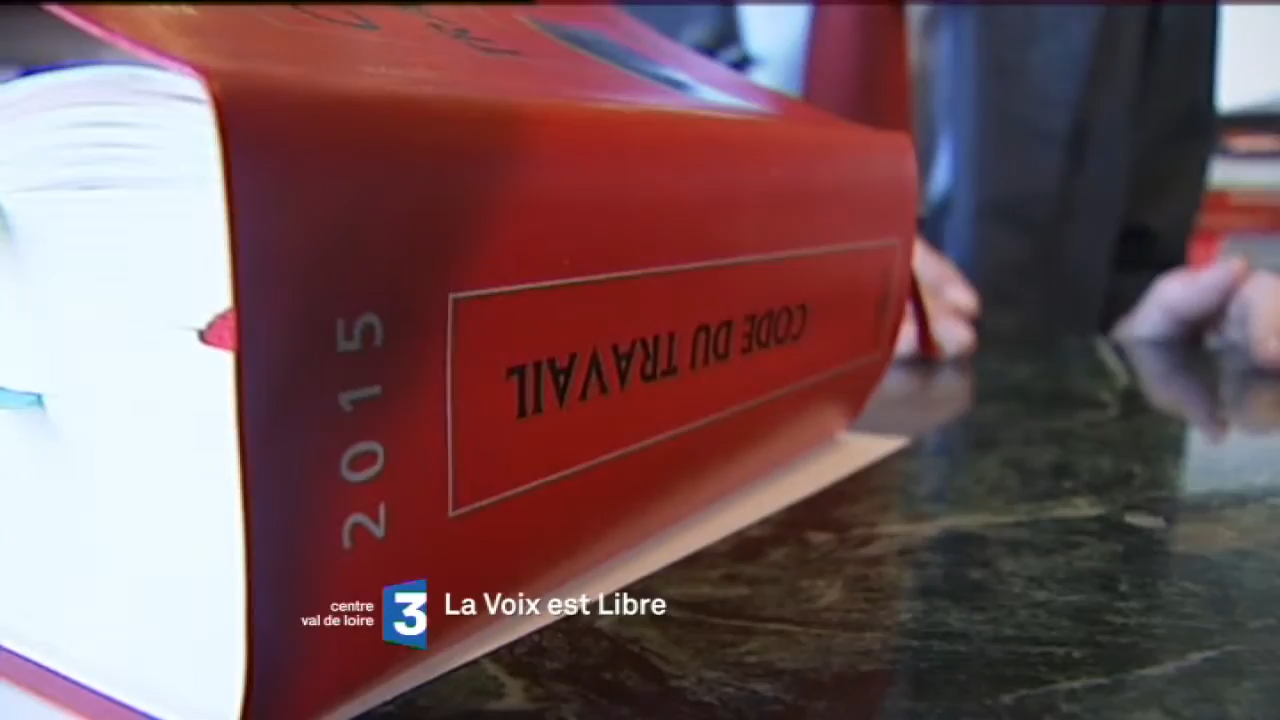 CODE DU TRAVAIL
2015
centre
val de loire
3
La Voix est Libre